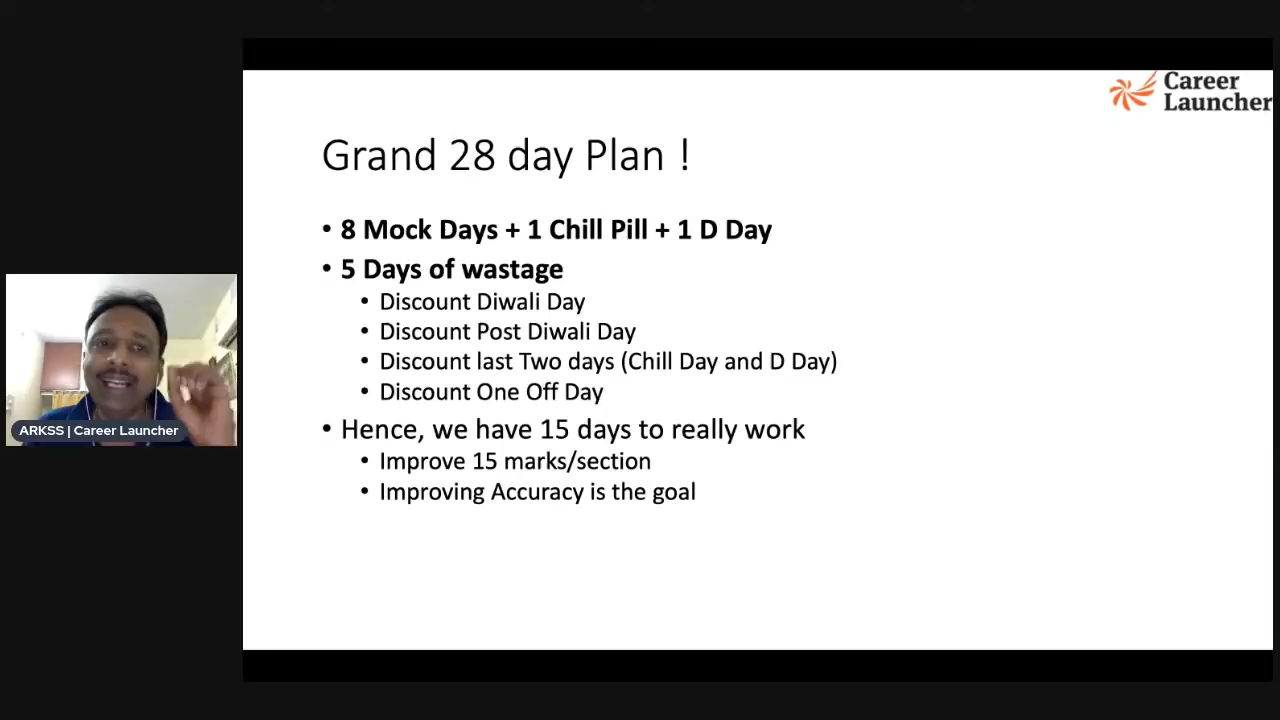 Career
Launcher
Grand 28 day Plan !
• 8 Mock Days + 1 Chill Pill + 1 D Day
• 5 Days of wastage
• Discount Diwali Day
• Discount Post Diwali Day
• Discount last Two days (Chill Day and D Day)
• Discount One Off Day
• Hence, we have 15 days to really work
• Improve 15 marks/section
• Improving Accuracy is the goal
ARKSS | Career Launcher